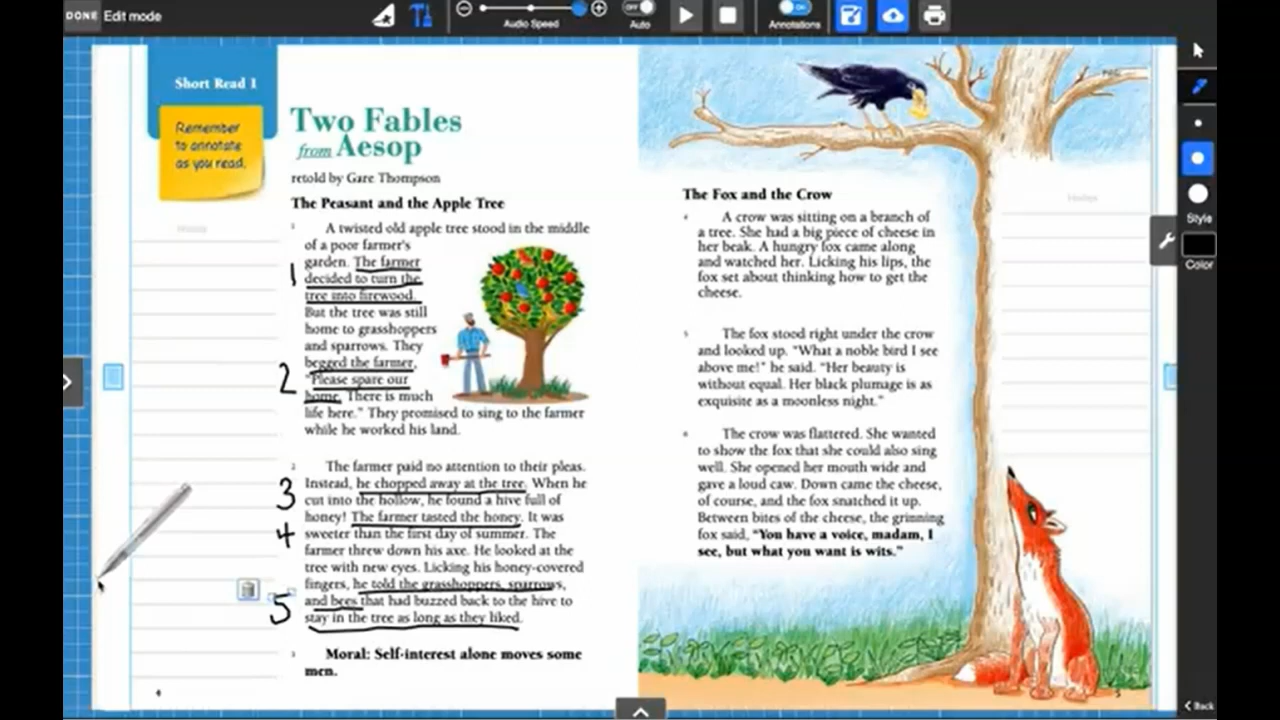 DONE Edit mode
Audio Speed
OFF
Auto
ON
Annotations
Short Read 1
Remember
to annotate
as you read.
Two Fables
from Aesop
retold by Gare Thompson
The Peasant and the Apple Tree
1 A twisted old apple tree stood in the middle
of a poor farmer's
garden. The farmer
1 decided to turn the
tree into firewood.
But the tree was still
home to grasshoppers
and sparrows. They
begged the farmer,
2 "Please spare our
home. There is much
life here." They promised to sing to the farmer
while he worked his land.
2 The farmer paid no attention to their pleas.
3 Instead, he chopped away at the tree. When he
cut into the hollow, he found a hive full of
honey! The farmer tasted the honey. It was
4 sweeter than the first day of summer. The
farmer threw down his axe. He looked at the
tree with new eyes. Licking his honey-covered
fingers, he told the grasshoppers, sparrows,
5 and bees that had buzzed back to the hive to
stay in the tree as long as they liked.
3 Moral: Self-interest alone moves some
men.
4
The Fox and the Crow
4 A crow was sitting on a branch of
a tree. She had a big piece of cheese in
her beak. A hungry fox came along
and watched her. Licking his lips, the
fox set about thinking how to get the
cheese.
5 The fox stood right under the crow
and looked up. "What a noble bird I see
above me!" he said. "Her beauty is
without equal. Her black plumage is as
exquisite as a moonless night."
6 The crow was flattered. She wanted
to show the fox that she could also sing
well. She opened her mouth wide and
gave a loud caw. Down came the cheese,
of course, and the fox snatched it up.
Between bites of the cheese, the grinning
fox said, "You have a voice, madam, I
see, but what you want is wits."
Notes
5
Style
Color
Back